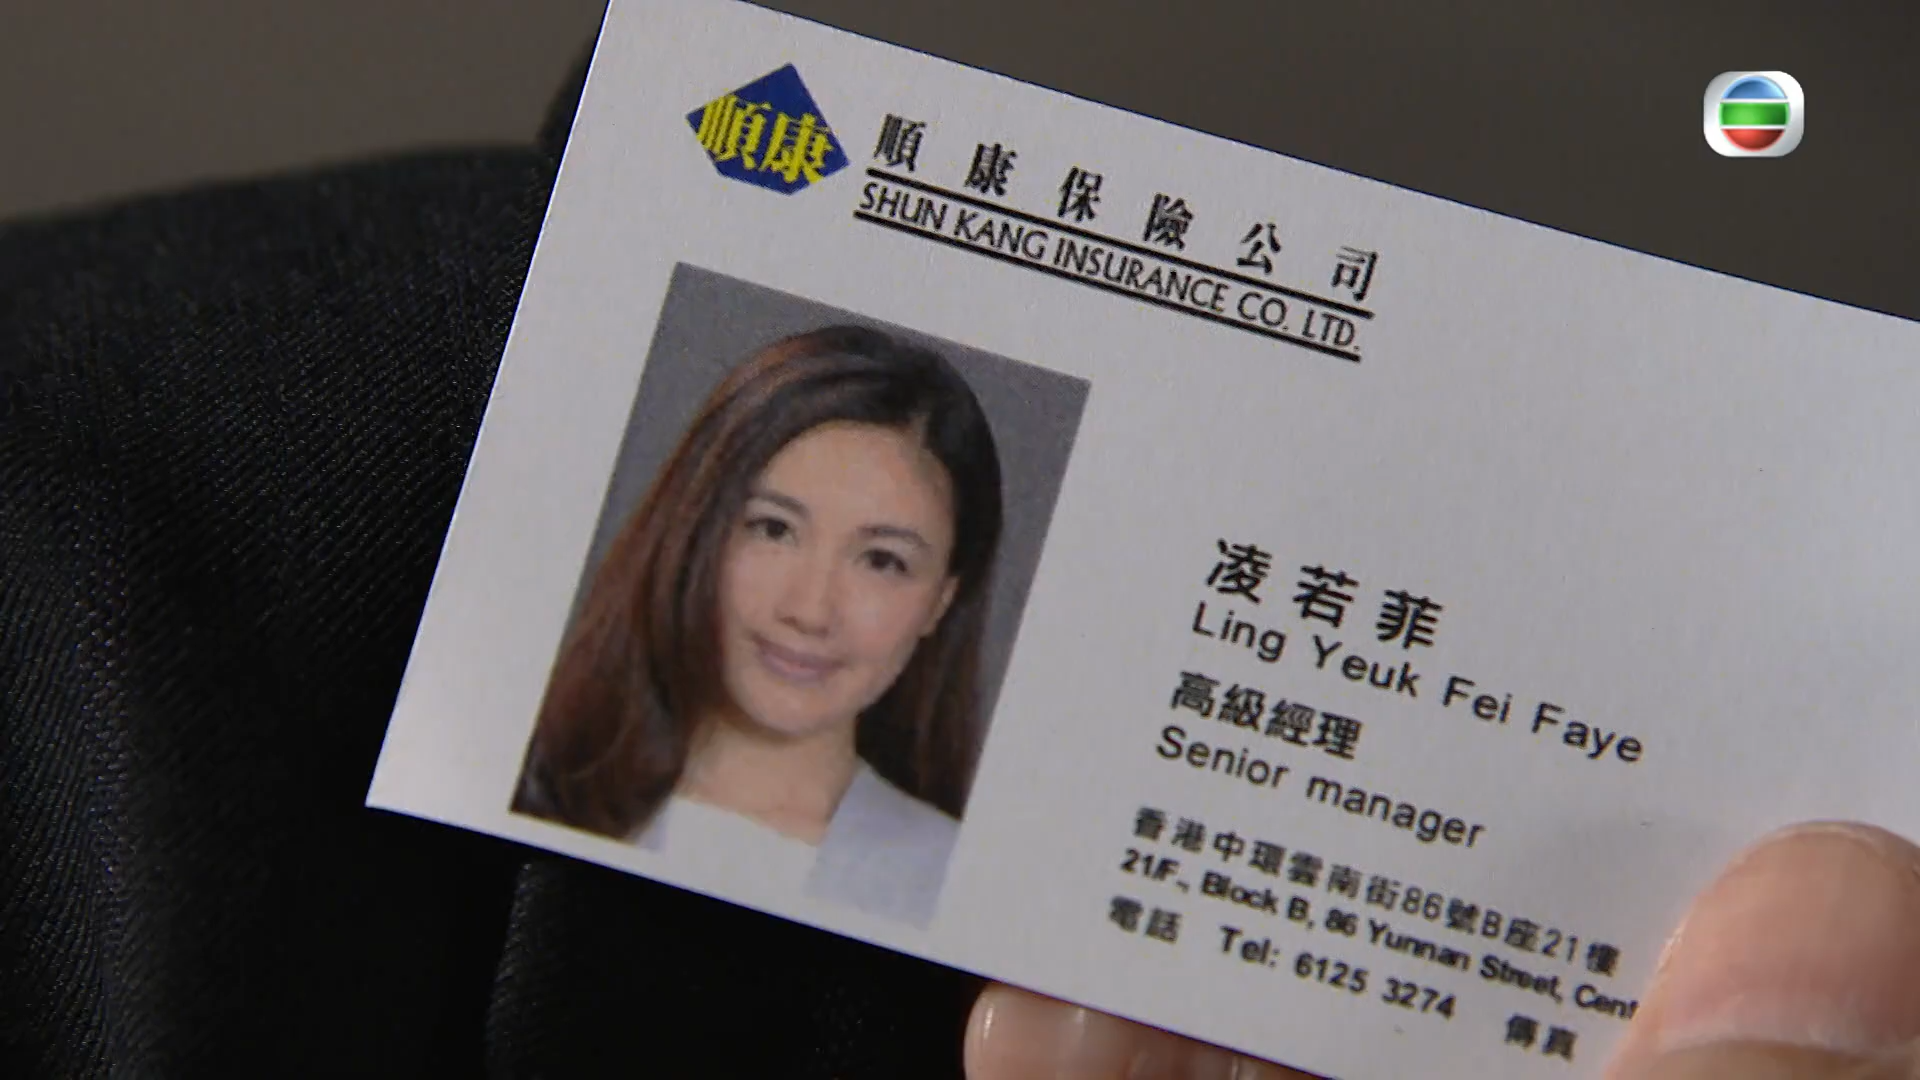 順康
順康保險公司
SHUN KANG INSURANCE CO. LTD.
凌若菲
Ling Yeuk Fei Faye
高級經理
Senior manager
香港中環雲南街86號B座21樓
21/F., Block B, 86 Yunnan Street, Cent
電話 Tel: 6125 3274 傳真